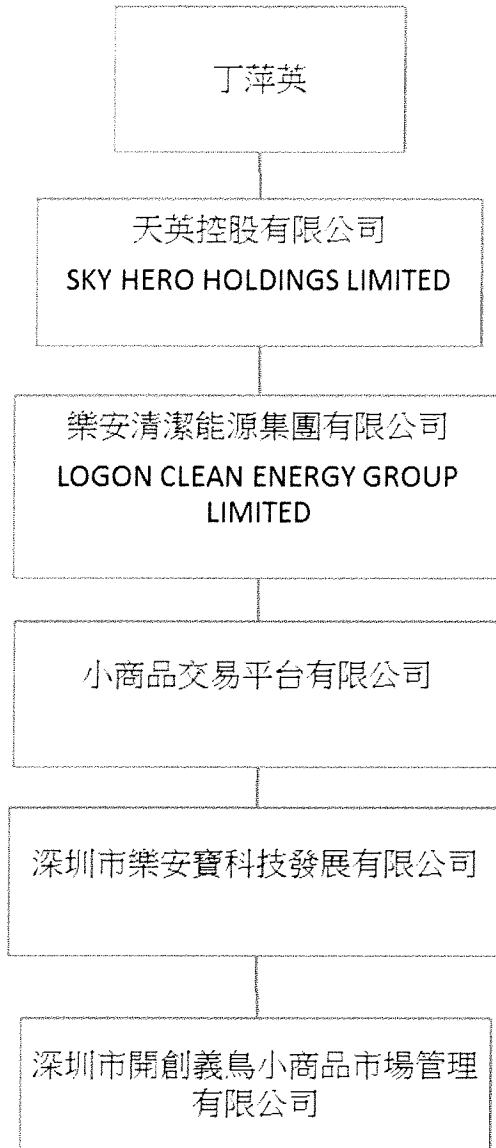 丁萍英
天英控股有限公司
SKY HERO HOLDINGS LIMITED
樂安清潔能源集團有限公司
LOGON CLEAN ENERGY GROUP
LIMITED
小商品交易平台有限公司
深圳市樂安寶科技發展有限公司
深圳市開創義烏小商品市場管理
有限公司